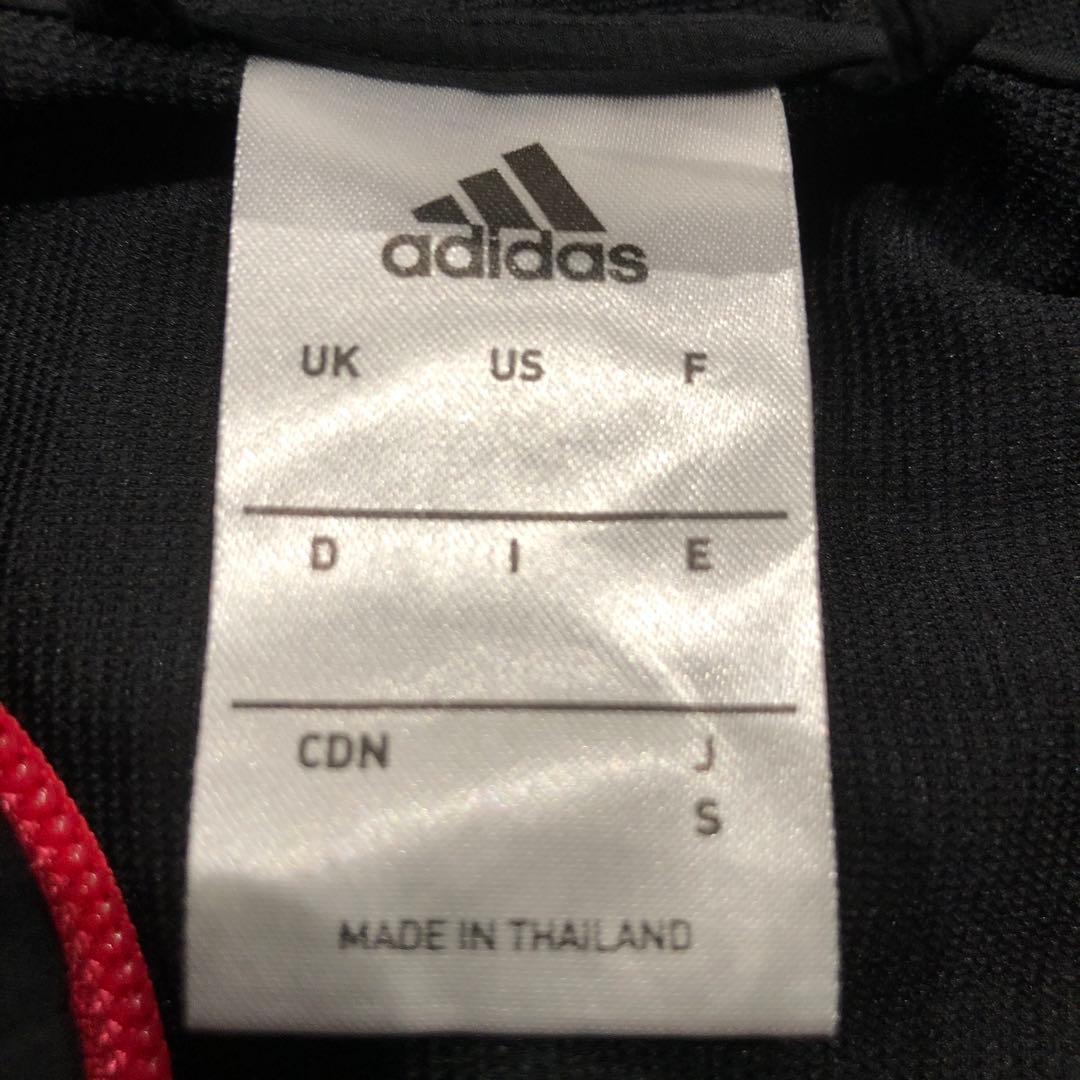 adidas
UK US F
D I E
CDN J
S
MADE IN THAILAND